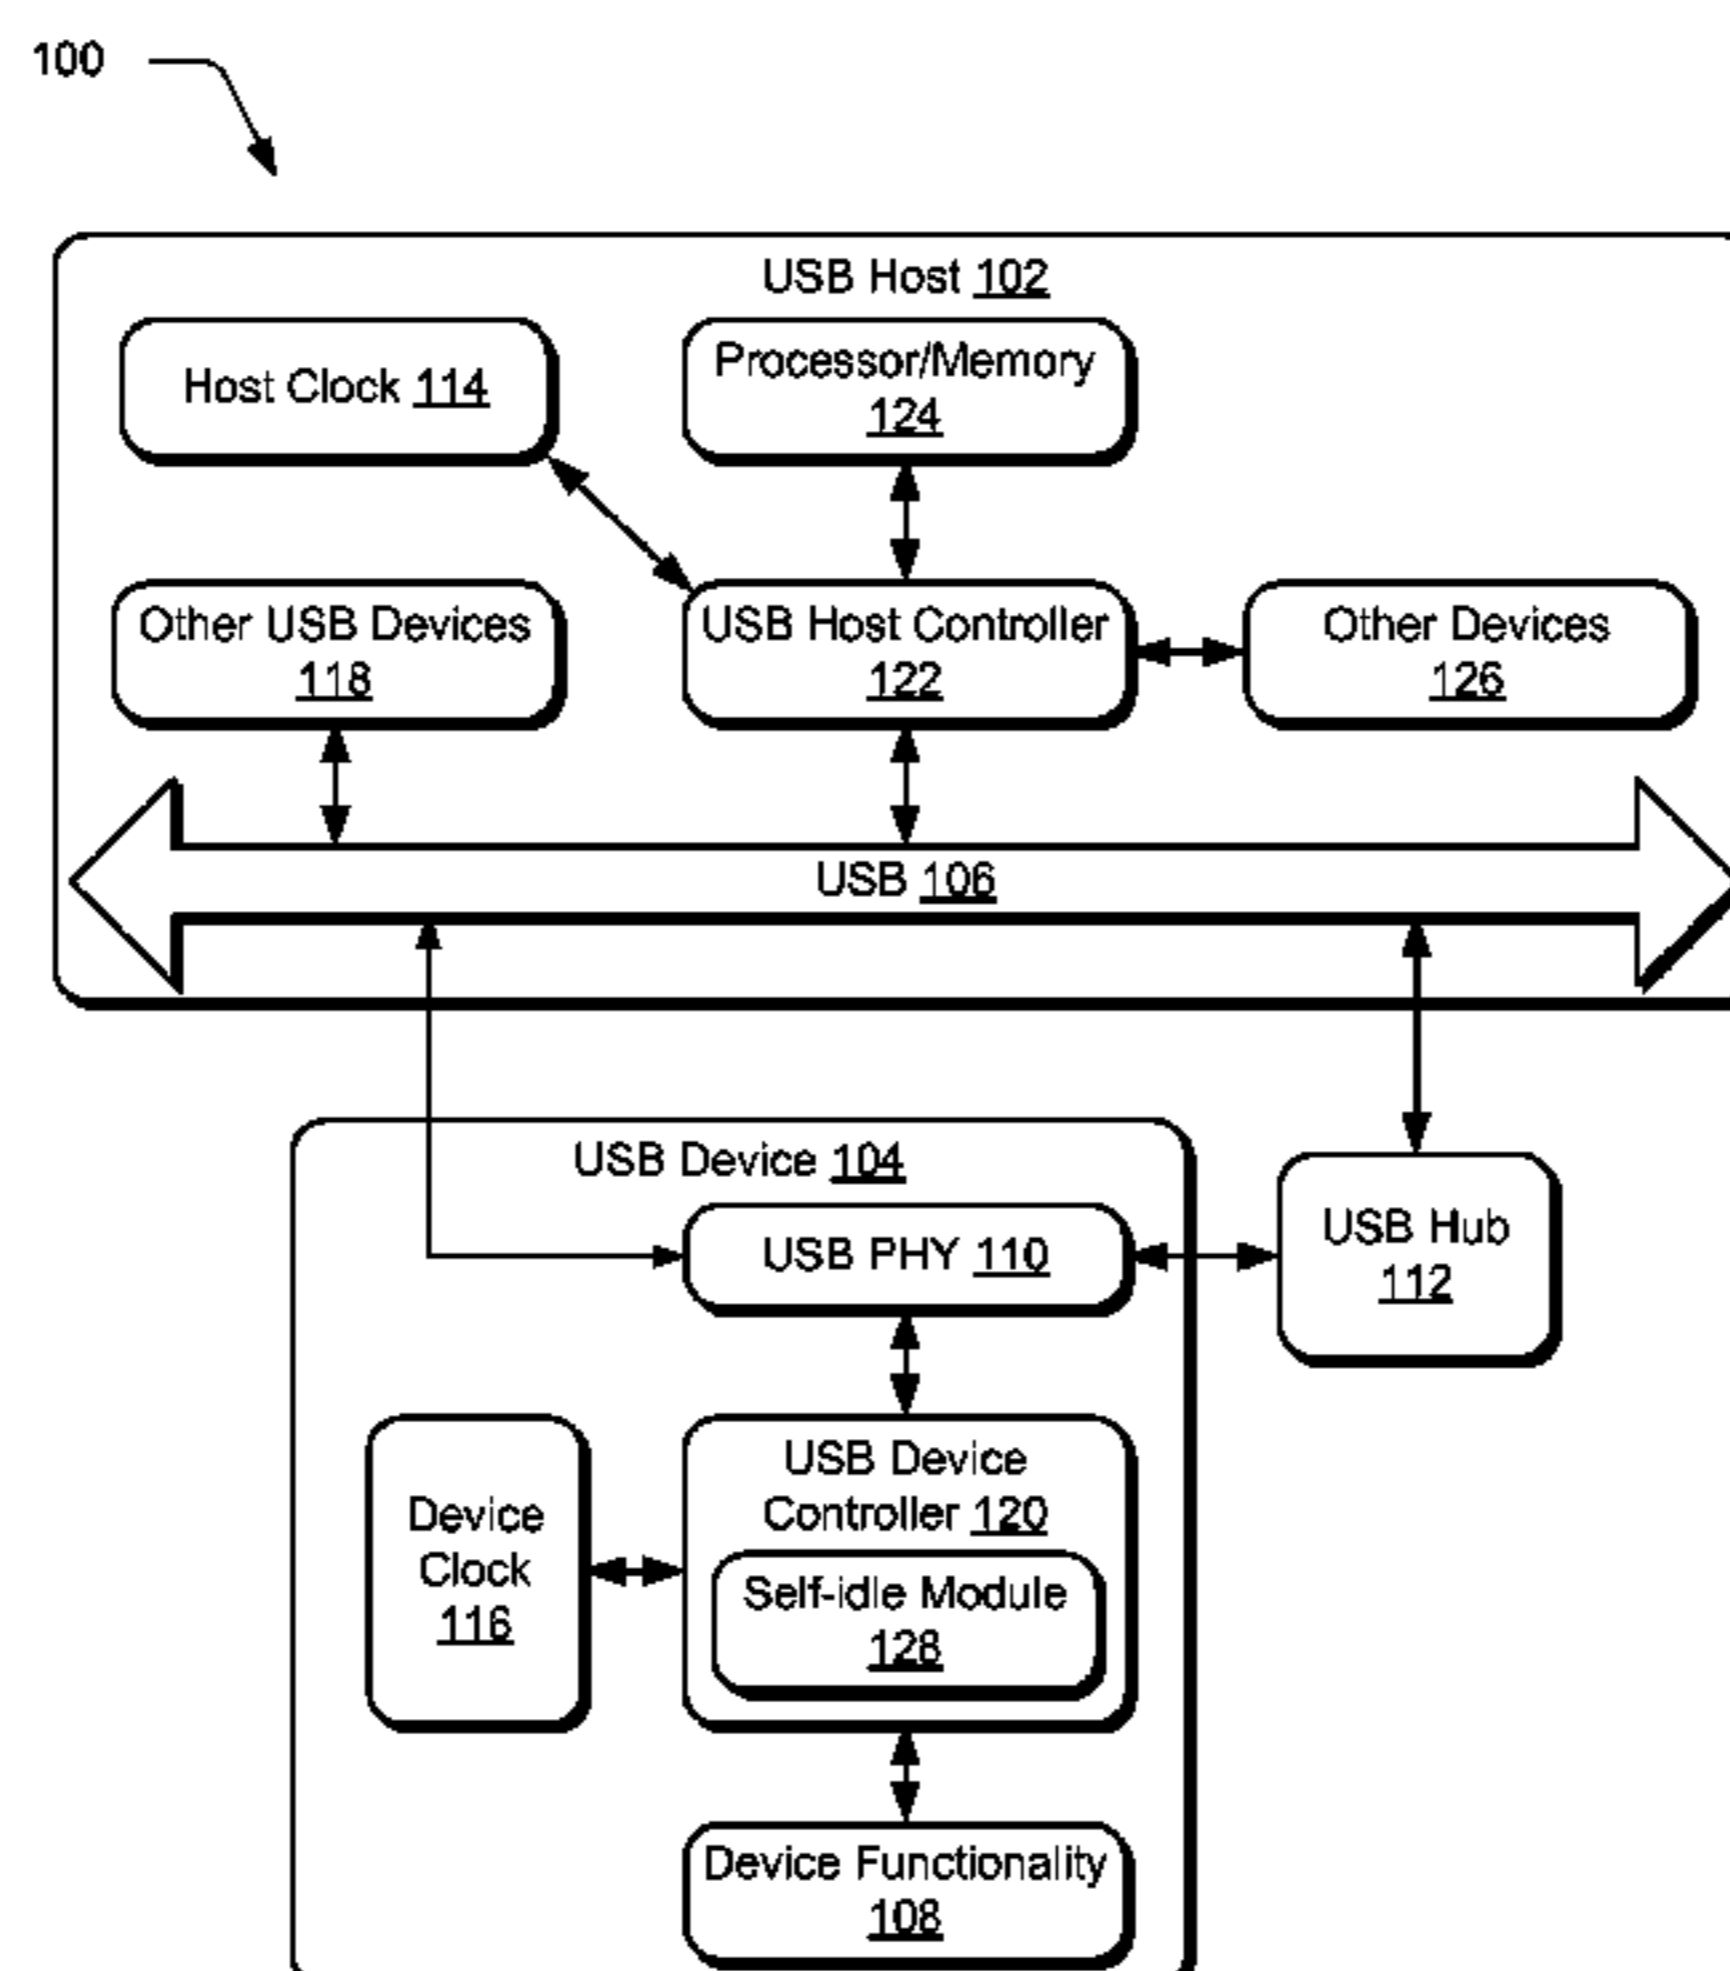 100
USB Host 102
Host Clock 114
Processor/Memory
124
Other USB Devices
118
USB Host Controller
122
Other Devices
126
USB 106
USB Device 104
USB PHY 110
USB Hub
112
Device
Clock
116
USB Device
Controller 120
Self-idle Module
128
Device Functionality
108